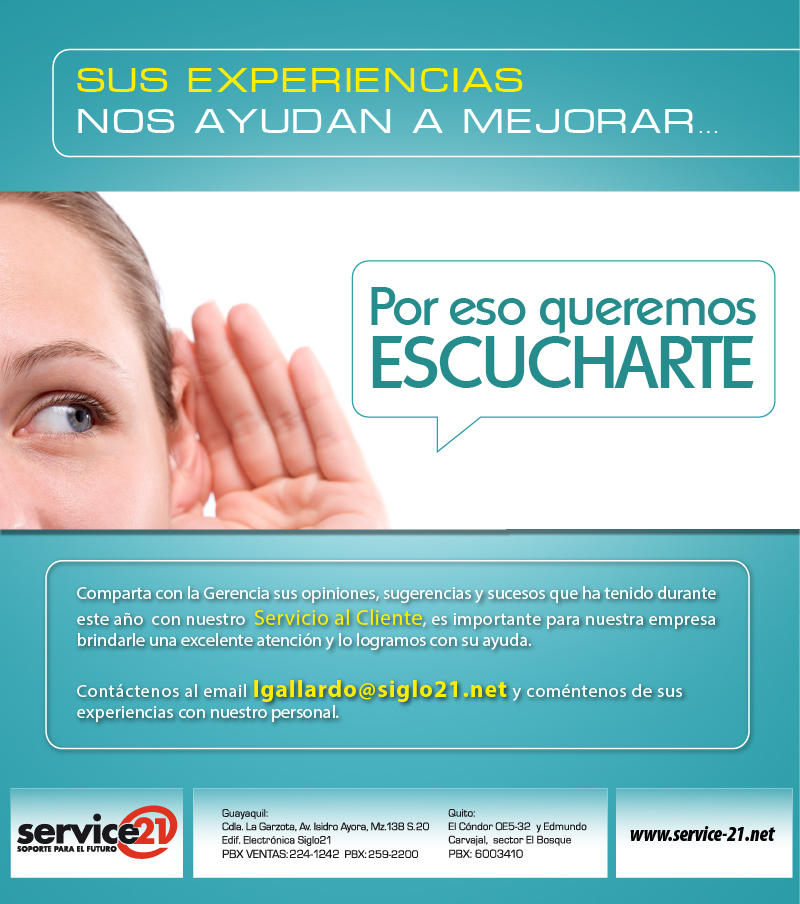 SUS EXPERIENCIAS
NOS AYUDAN A MEJORAR...
Por eso queremos
ESCUCHARTE
Comparta con la Gerencia sus opiniones, sugerencias y sucesos que ha tenido durante
este año con nuestro Servicio al Cliente, es importante para nuestra empresa
brindarle una excelente atención y lo logramos con su ayuda.
Contáctenos al email lgallardo@siglo21.net y coméntenos de sus
experiencias con nuestro personal.
service21
SOPORTE PARA EL FUTURO
Guayaquil:
Cdla. La Garzota, Av. Isidro Ayora, Mz.138 S.20
Edif. Electrónica Siglo21
PBX VENTAS: 224-1242 PBX: 259-2200
Quito:
El Cóndor OE5-32 y Edmundo
Carvajal, sector El Bosque
PBX: 6003410
www.service-21.net